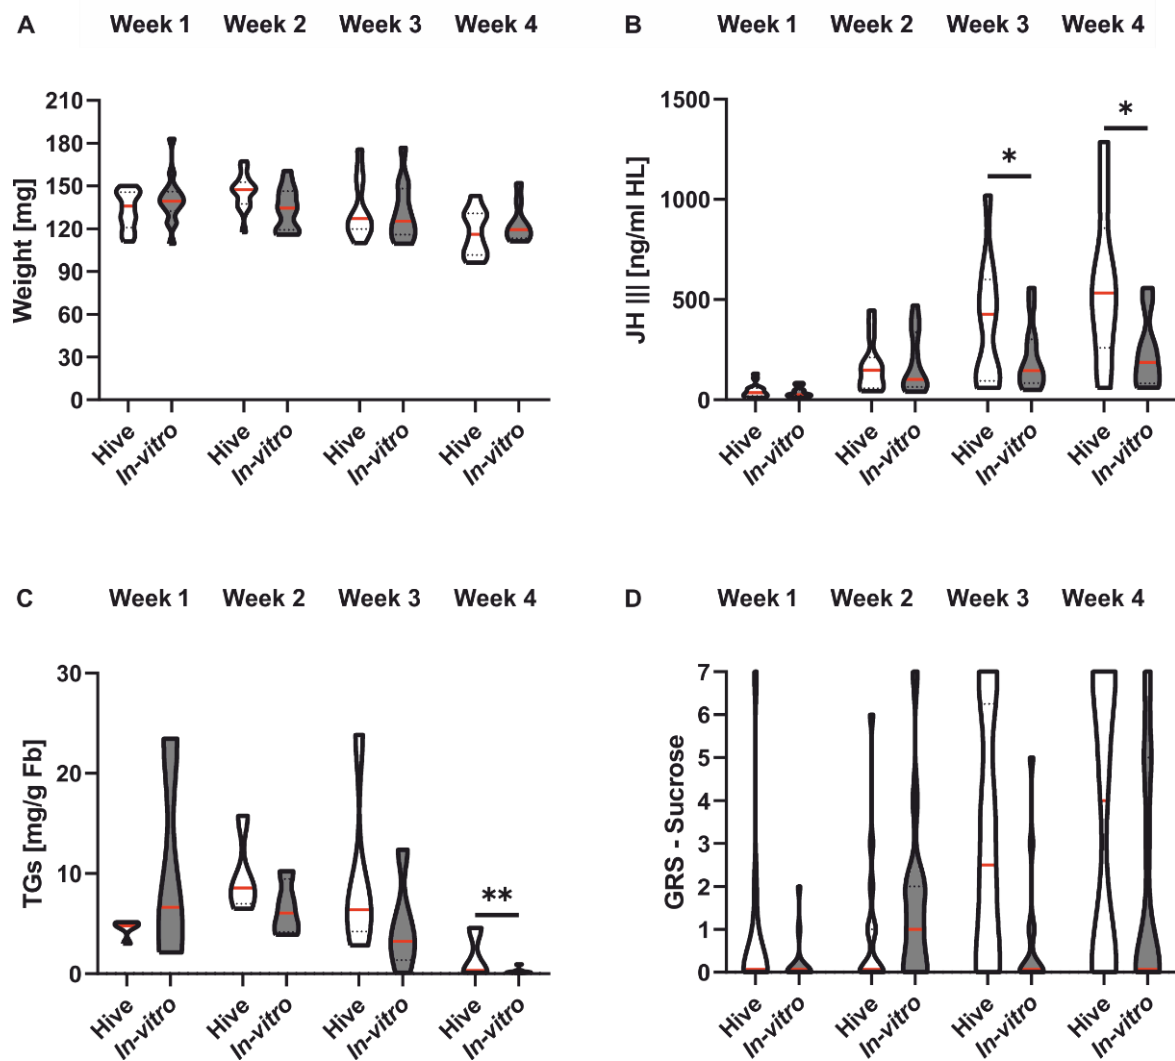 A Week 1 Week 2 Week 3 Week 4
Weight [mg]
210
180
150
120
90
60
30
0
Hive In-vitro Hive In-vitro Hive In-vitro Hive In-vitro
B Week 1 Week 2 Week 3 Week 4
JH ||| [ng/ml HL]
1500
1000
500
0
*
*
Hive In-vitro Hive In-vitro Hive In-vitro Hive In-vitro
C Week 1 Week 2 Week 3 Week 4
TGs [mg/g Fb]
30
20
10
0
**
Hive In-vitro Hive In-vitro Hive In-vitro Hive In-vitro
D Week 1 Week 2 Week 3 Week 4
GRS - Sucrose
7
6
5
4
3
2
1
0
Hive In-vitro Hive In-vitro Hive In-vitro Hive In-vitro